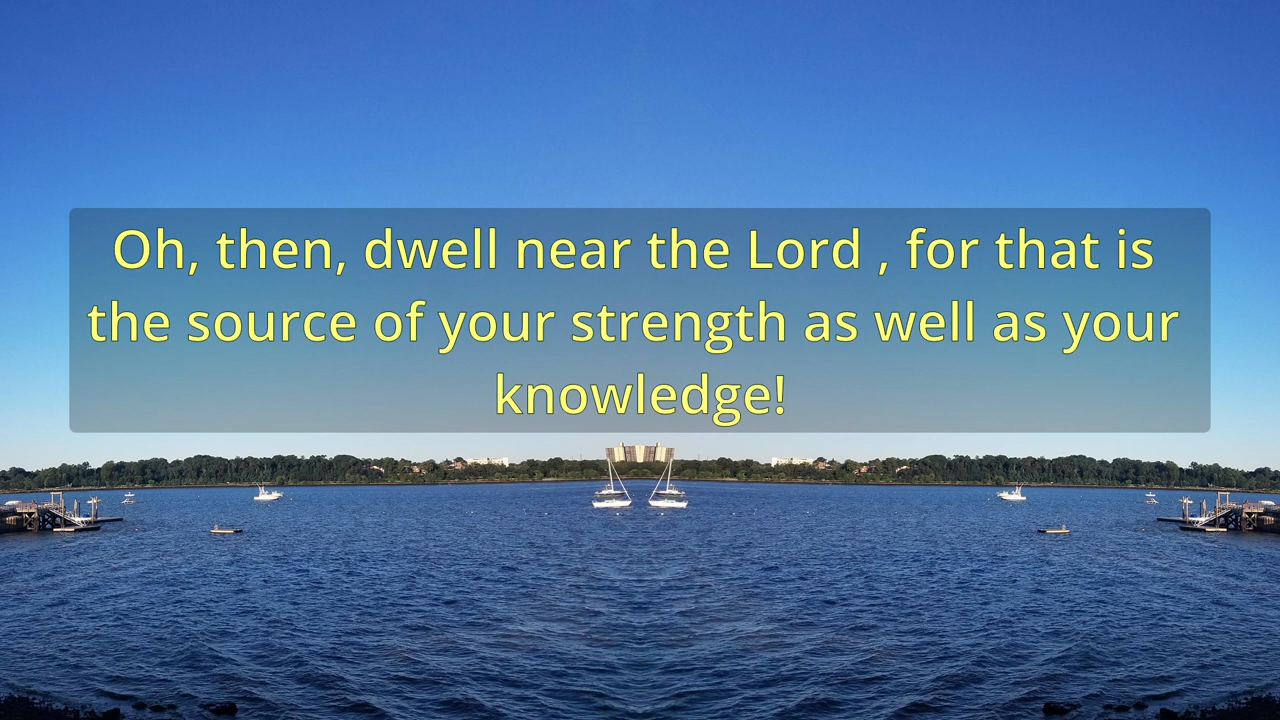 Oh, then, dwell near the Lord , for that is
the source of your strength as well as your
knowledge!